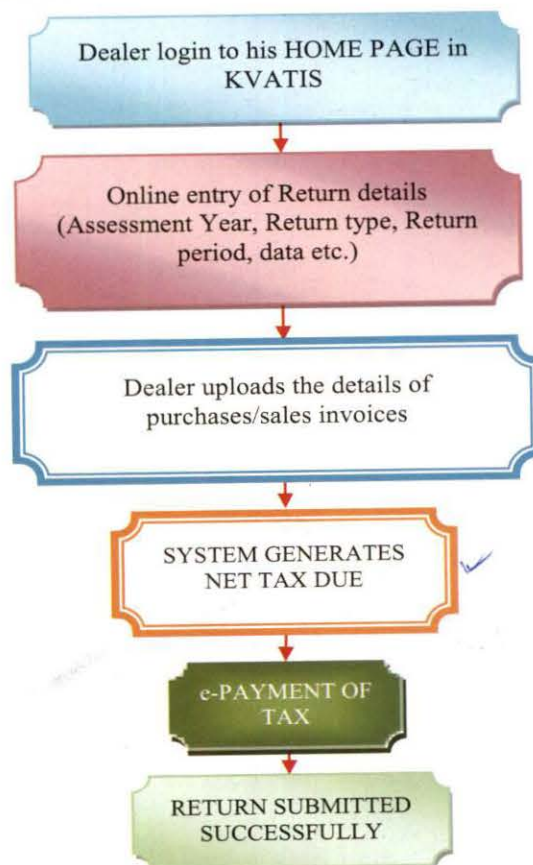 Dealer login to his HOME PAGE in
KVATIS
Online entry of Return details
(Assessment Year, Return type, Return
period, data etc.)
Dealer uploads the details of
purchases/sales invoices
SYSTEM GENERATES
NET TAX DUE
e-PAYMENT OF
TAX
RETURN SUBMITTED
SUCCESSFULLY